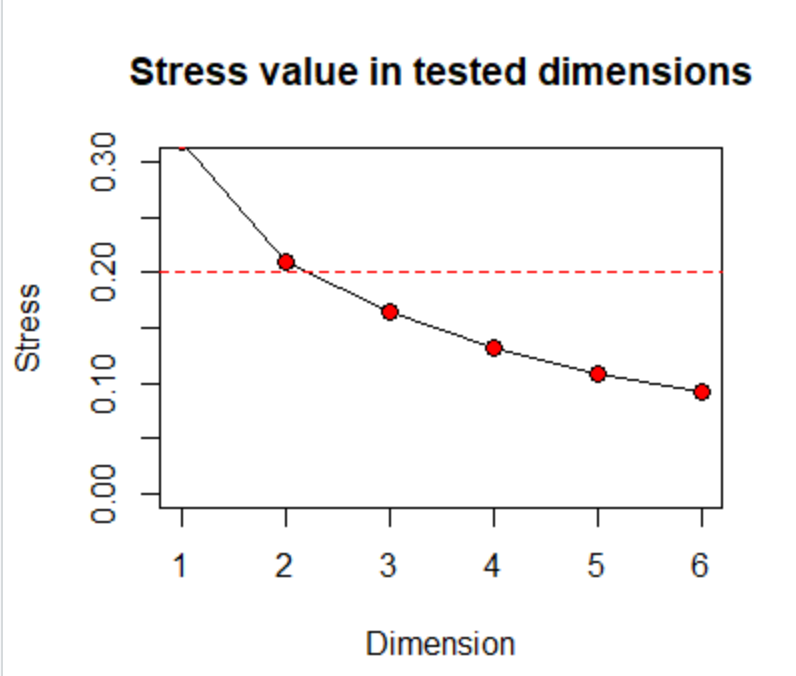 Stress value in tested dimensions
Stress
0.30
0.20
0.10
0.00
1 2 3 4 5 6
Dimension